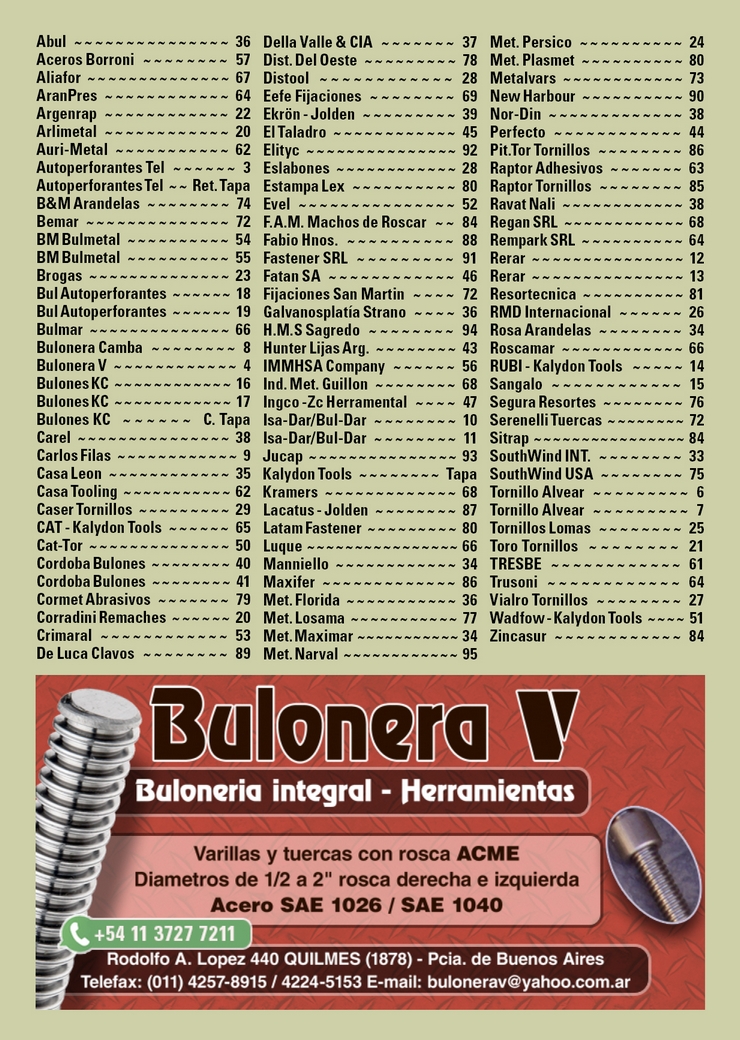 Abul ~~~~~~~~~~~~~~~ 36
Aceros Borroni ~~~~~~~~ 57
Aliafor ~~~~~~~~~~~~~ 67
AranPres ~~~~~~~~~~~ 64
Argenrap ~~~~~~~~~~~ 22
Arlimetal ~~~~~~~~~~~ 20
Auri-Metal ~~~~~~~~~~ 62
Autoperforantes Tel ~~~~~~ 3
Autoperforantes Tel ~~ Ret. Tapa
B&M Arandelas ~~~~~~~~ 74
Bemar ~~~~~~~~~~~~~ 72
BM Bulmetal ~~~~~~~~~ 54
BM Bulmetal ~~~~~~~~~ 55
Brogas ~~~~~~~~~~~~ 23
Bul Autoperforantes ~~~~~~ 18
Bul Autoperforantes ~~~~~~ 19
Bulmar ~~~~~~~~~~~~ 66
Bulonera Camba ~~~~~~~~ 8
Bulonera V ~~~~~~~~~~~ 4
Bulones KC ~~~~~~~~~~ 16
Bulones KC ~~~~~~~~~~ 17
Bulones KC ~~~~~~ C. Tapa
Carel ~~~~~~~~~~~~~ 38
Carlos Filas ~~~~~~~~~~~ 9
Casa Leon ~~~~~~~~~~~ 35
Casa Tooling ~~~~~~~~~ 62
Caser Tornillos ~~~~~~~~ 29
CAT - Kalydon Tools ~~~~~~ 65
Cat-Tor ~~~~~~~~~~~~ 50
Cordoba Bulones ~~~~~~~ 40
Cordoba Bulones ~~~~~~~ 41
Cormet Abrasivos ~~~~~~~ 79
Corradini Remaches ~~~~~~ 20
Crimaral ~~~~~~~~~~~ 53
De Luca Clavos ~~~~~~~~ 89
Della Valle & CIA ~~~~~~~ 37
Dist. Del Oeste ~~~~~~~~ 78
Distool ~~~~~~~~~~~~ 28
Eefe Fijaciones ~~~~~~~~ 69
Ekrön - Jolden ~~~~~~~~~ 39
El Taladro ~~~~~~~~~~~ 45
Elityc ~~~~~~~~~~~~~ 92
Eslabones ~~~~~~~~~~ 28
Estampa Lex ~~~~~~~~~ 80
Evel ~~~~~~~~~~~~~~ 52
F.A.M. Machos de Roscar ~~ 84
Fabio Hnos. ~~~~~~~~~~ 88
Fastener SRL ~~~~~~~~~ 91
Fatan SA ~~~~~~~~~~~ 46
Fijaciones San Martin ~~~~ 72
Galvanosplatía Strano ~~~~ 36
H.M.S Sagredo ~~~~~~~~ 94
Hunter Lijas Arg. ~~~~~~~~ 43
IMMHSA Company ~~~~~~ 56
Ind. Met. Guillon ~~~~~~~~ 68
Ingco -Zc Herramental ~~~~ 47
Isa-Dar/Bul-Dar ~~~~~~~~ 10
Isa-Dar/Bul-Dar ~~~~~~~~ 11
Jucap ~~~~~~~~~~~~~~ 93
Kalydon Tools ~~~~~~~~ Tapa
Kramers ~~~~~~~~~~~ 68
Lacatus - Jolden ~~~~~~~~ 87
Latam Fastener ~~~~~~~~ 80
Luque ~~~~~~~~~~~~~~~ 66
Manniello ~~~~~~~~~~ 34
Maxifer ~~~~~~~~~~~~ 86
Met. Florida ~~~~~~~~~~ 36
Met. Losama ~~~~~~~~~~ 77
Met. Maximar ~~~~~~~~~~ 34
Met. Narval ~~~~~~~~~~~ 95
Met. Persico ~~~~~~~~~~ 24
Met. Plasmet ~~~~~~~~~ 80
Metalvars ~~~~~~~~~~~ 73
New Harbour ~~~~~~~~~ 90
Nor-Din ~~~~~~~~~~~~ 38
Perfecto ~~~~~~~~~~~ 44
Pit.Tor Tornillos ~~~~~~~~ 86
Raptor Adhesivos ~~~~~~~ 63
Raptor Tornillos ~~~~~~~~ 85
Ravat Nali ~~~~~~~~~~~ 38
Regan SRL ~~~~~~~~~~ 68
Rempark SRL ~~~~~~~~~ 64
Rerar ~~~~~~~~~~~~~ 12
Rerar ~~~~~~~~~~~~~ 13
Resortecnica ~~~~~~~~~ 81
RMD Internacional ~~~~~~ 26
Rosa Arandelas ~~~~~~~~ 34
Roscamar ~~~~~~~~~~ 66
RUBI - Kalydon Tools ~~~~~ 14
Sangalo ~~~~~~~~~~~ 15
Segura Resortes ~~~~~~~ 76
Serenelli Tuercas ~~~~~~~ 72
Sitrap ~~~~~~~~~~~~~~ 84
SouthWind INT. ~~~~~~~~ 33
SouthWind USA ~~~~~~~~ 75
Tornillo Alvear ~~~~~~~~~ 6
Tornillo Alvear ~~~~~~~~~ 7
Tornillos Lomas ~~~~~~~~ 25
Toro Tornillos ~~~~~~~ 21
TRESBE ~~~~~~~~~~~ 61
Trusoni ~~~~~~~~~~~~ 64
Vialro Tornillos ~~~~~~~~ 27
Wadfow - Kalydon Tools ~~~~ 51
Zincasur ~~~~~~~~~~~ 84
Bulonera V
Buloneria integral - Herramientas
Varillas y tuercas con rosca ACME
Diametros de 1/2 a 2" rosca derecha e izquierda
Acero SAE 1026 / SAE 1040
+54 11 3727 7211
Rodolfo A. Lopez 440 QUILMES (1878) - Pcia. de Buenos Aires
Telefax: (011) 4257-8915 / 4224-5153 E-mail: bulonerav@yahoo.com.ar